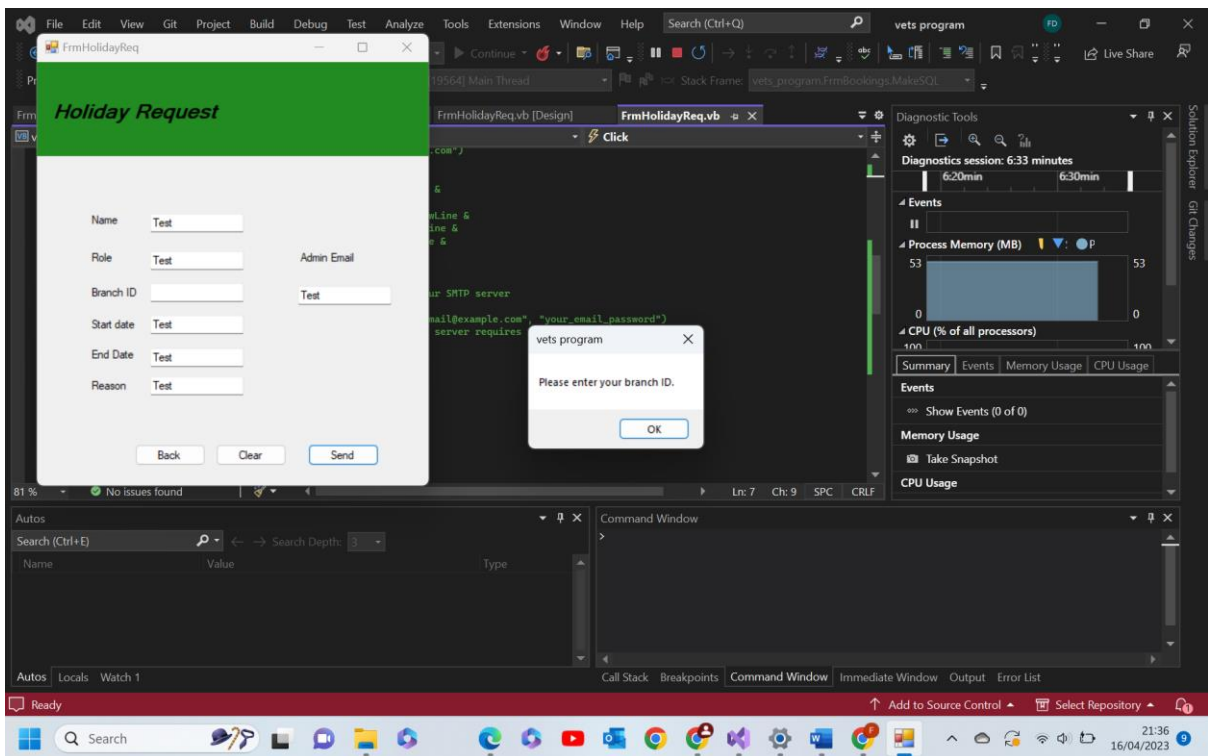 File Edit View Git Project Build Debug Test Analyze Tools Extensions Window Help Search (Ctrl+Q) vets program FD
FrmHolidayReq
Continue
Live Share
19564] Main Thread Stack Frame: vets_program.FrmBookings.MakeSQL
Holiday Request
FrmHolidayReq.vb [Design] FrmHolidayReq.vb
Click
.com")
&
wLine &
ine &
e &
ur SMTP server
mail@example.com", "your_email_password")
server requires
Name Test
Role Test Admin Email
Branch ID Test
Start date Test
End Date Test
Reason Test
Back Clear Send
vets program
Please enter your branch ID.
OK
Diagnostic Tools
Diagnostics session: 6:33 minutes
6:20min 6:30min
Events
Process Memory (MB) P
53 53
0 0
CPU (% of all processors)
100 100
Summary Events Memory Usage CPU Usage
Events
Show Events (0 of 0)
Memory Usage
Take Snapshot
CPU Usage
Solution Explorer
Git Changes
81 % No issues found Ln: 7 Ch: 9 SPC CRLF
Autos
Search (Ctrl+E) Search Depth: 3
Name Value Type
Command Window
>
Autos Locals Watch 1
Call Stack Breakpoints Command Window Immediate Window Output Error List
Ready Add to Source Control Select Repository
Search
21:36
16/04/2023
9